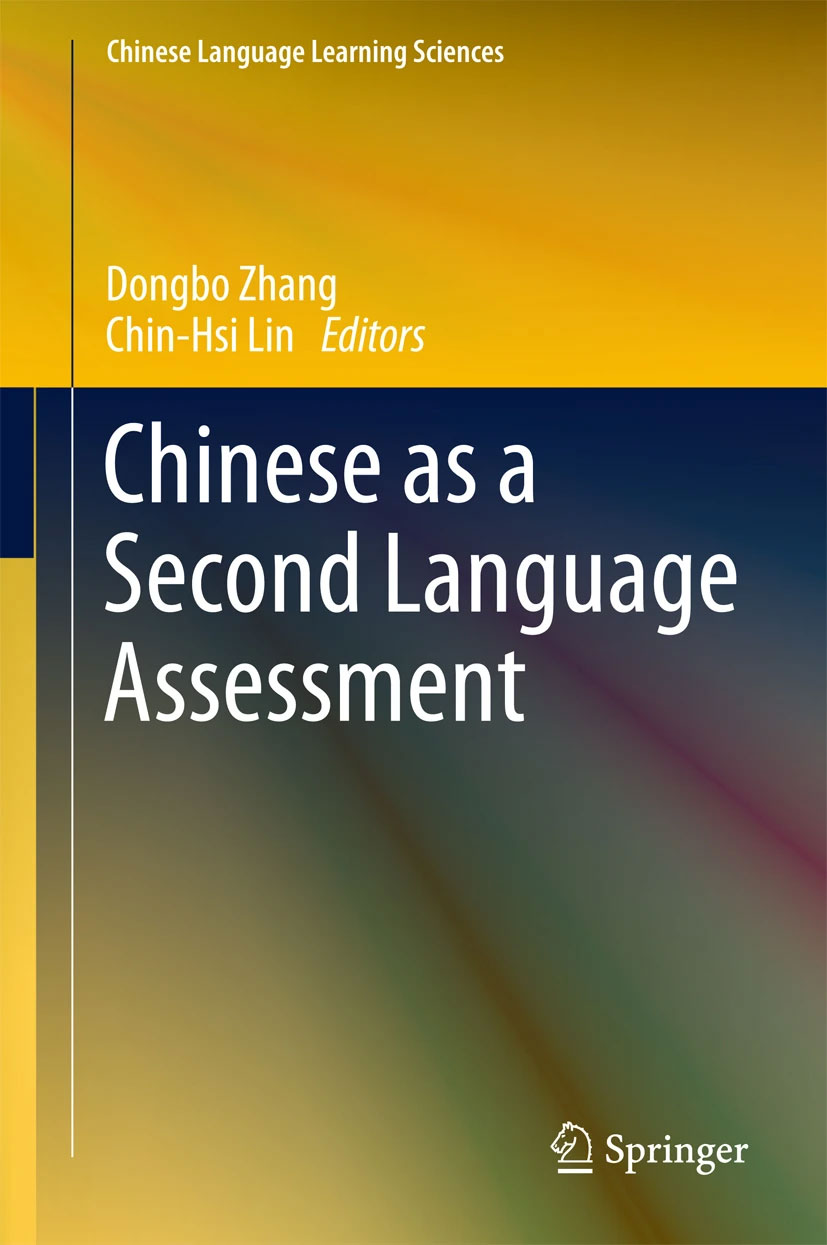 Chinese Language Learning Sciences
Dongbo Zhang
Chin-Hsi Lin Editors
Chinese as a
Second Language
Assessment
Springer